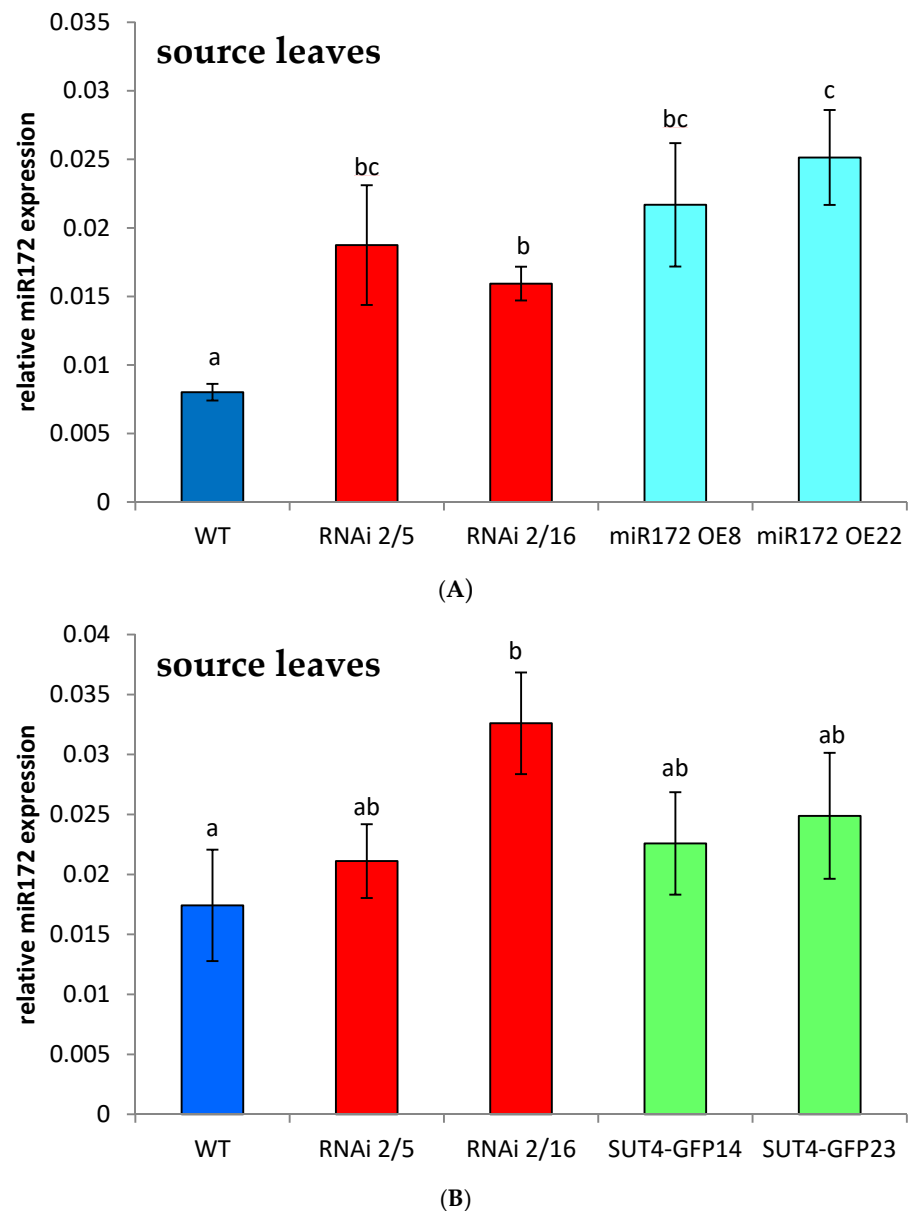 source leaves
relative miR172 expression
0.035
0.03
0.025
0.02
0.015
0.01
0.005
0
a
bc
b
bc
c
WT RNAi 2/5 RNAi 2/16 miR172 OE8 miR172 OE22
(A)
source leaves
relative miR172 expression
0.04
0.035
0.03
0.025
0.02
0.015
0.01
0.005
0
a
ab
b
ab
ab
WT RNAi 2/5 RNAi 2/16 SUT4-GFP14 SUT4-GFP23
(B)